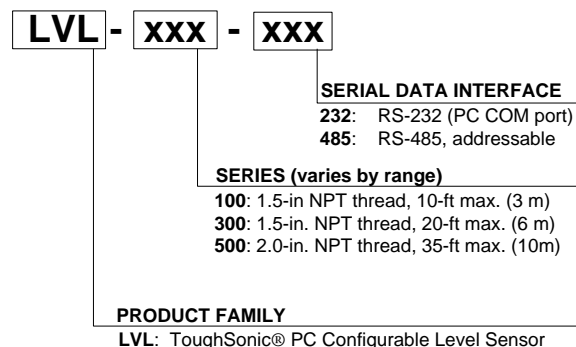 LVL - xxx - xxx
SERIAL DATA INTERFACE
232: RS-232 (PC COM port)
485: RS-485, addressable
SERIES (varies by range)
100: 1.5-in NPT thread, 10-ft max. (3 m)
300: 1.5-in. NPT thread, 20-ft max. (6 m)
500: 2.0-in. NPT thread, 35-ft max. (10m)
PRODUCT FAMILY
LVL: ToughSonic® PC Configurable Level Sensor